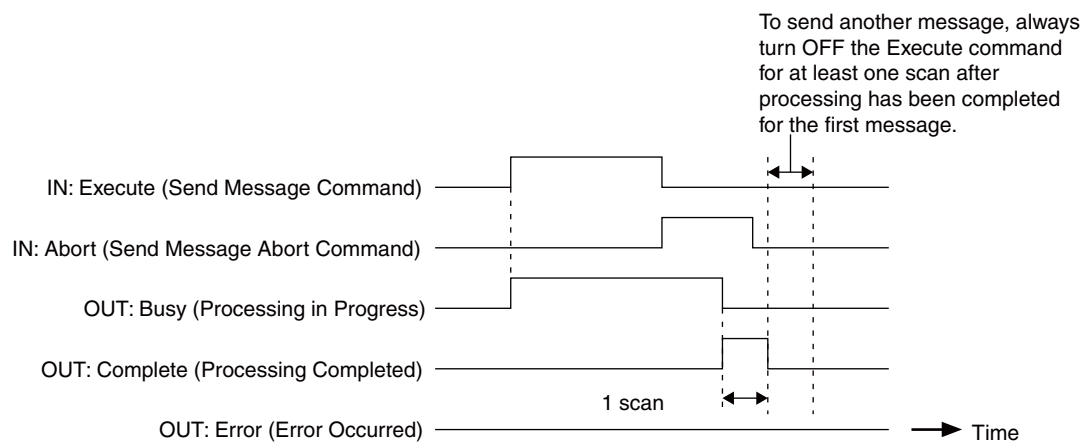 To send another message, always
turn OFF the Execute command
for at least one scan after
processing has been completed
for the first message.
IN: Execute (Send Message Command)
IN: Abort (Send Message Abort Command)
OUT: Busy (Processing in Progress)
OUT: Complete (Processing Completed)
1 scan
OUT: Error (Error Occurred)
Time